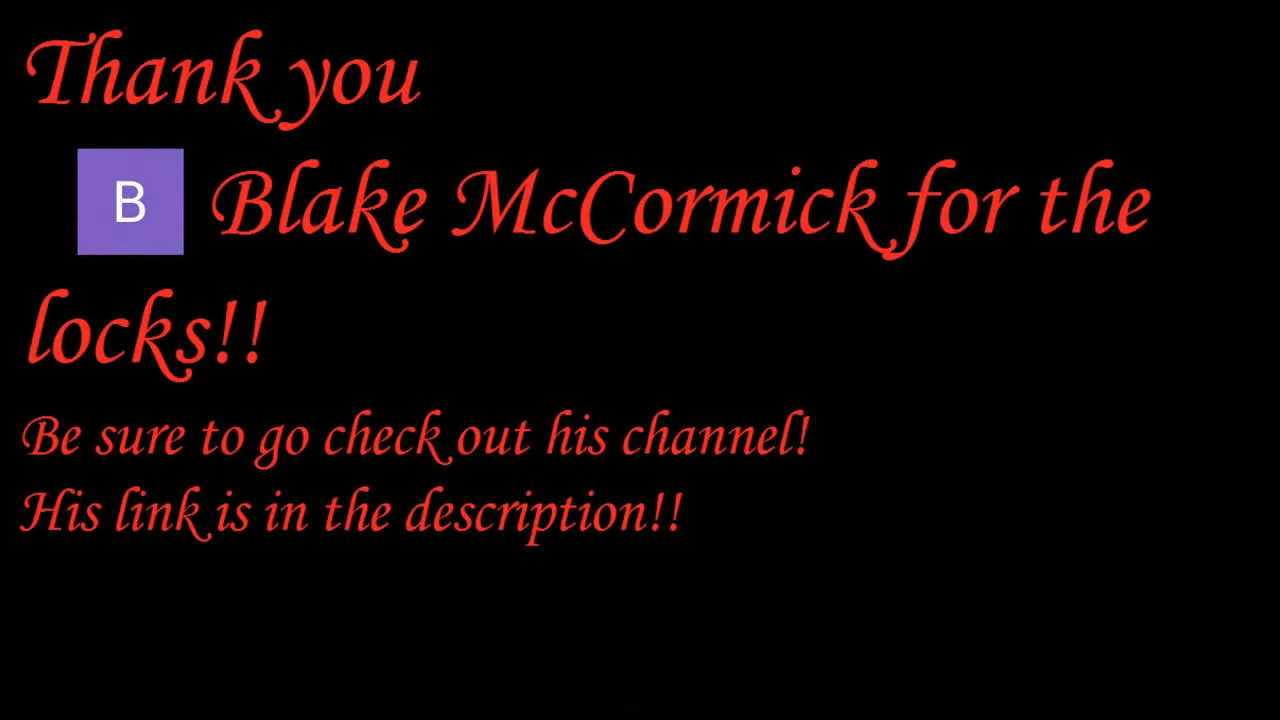 Thank you
B Blake McCormick for the
locks!!
Be sure to go check out his channel!
His link is in the description!!